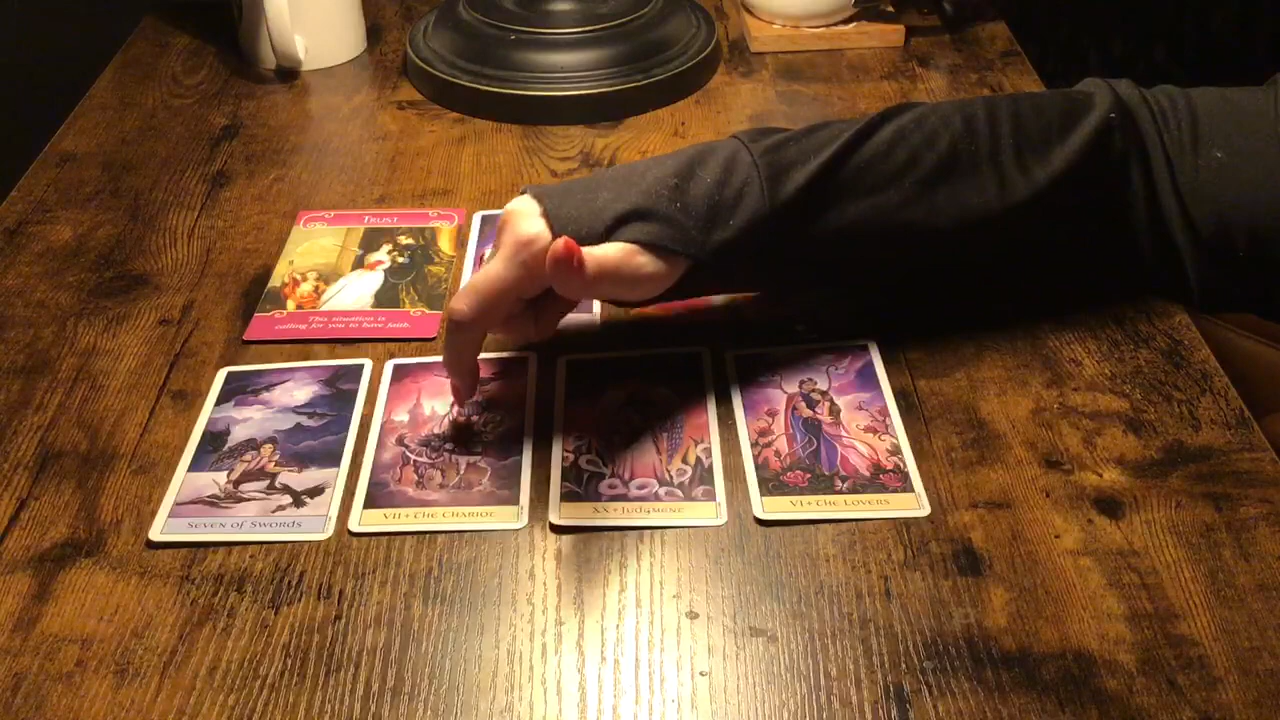 Trust
This situation is
calling for you to have faith.
Seven of Swords
VII + The Chariot
XX + Judgment
VI + The Lovers